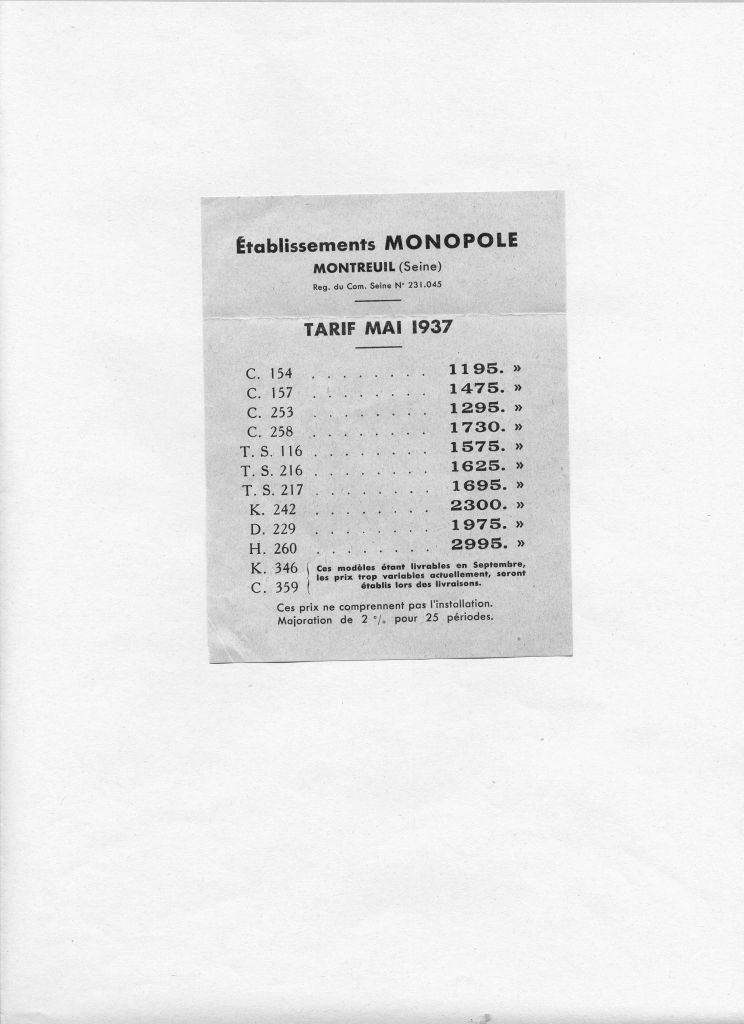 Établissements MONOPOLE
MONTREUIL (Seine)
Reg. du Com. Seine N° 231.045
TARIF MAI 1937
C. 154 . . . . . . . . 1195. »
C. 157 . . . . . . . . 1475. »
C. 253 . . . . . . . . 1295. »
C. 258 . . . . . . . . 1730. »
T. S. 116 . . . . . . . . 1575. »
T. S. 216 . . . . . . . . 1625. »
T. S. 217 . . . . . . . . 1695. »
K. 242 . . . . . . . . 2300. »
D. 229 . . . . . . . . 1975. »
H. 260 . . . . . . . . 2995. »
K. 346
C. 359
Ces modèles étant livrables en Septembre,
les prix trop variables actuellement, seront
établis lors des livraisons.
Ces prix ne comprennent pas l'installation.
Majoration de 2 % pour 25 périodes.